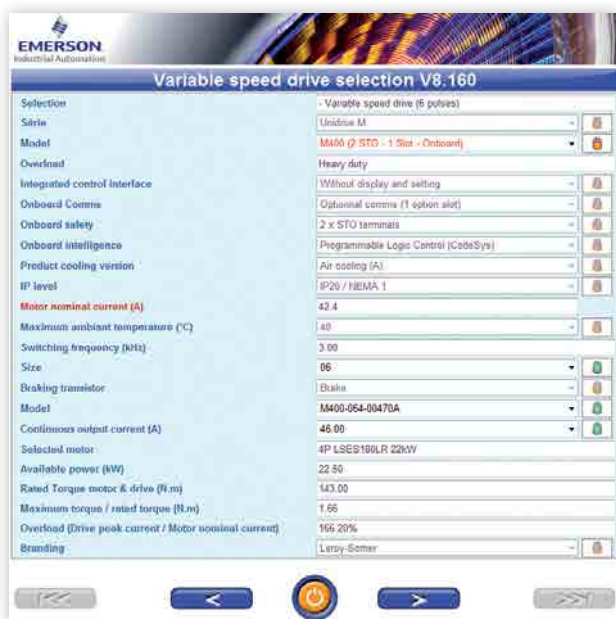 EMERSON
Industrial Automation
Variable speed drive selection V8.160
Selection - Variable speed drive (6 pulses)
Série Unidrive M
Model M400 (2 STO - 1 Slot - Onboard)
Overload Heavy duty
Integrated control interface Without display and setting
Onboard Comms Optionnal comms (1 option slot)
Onboard safety 2 x STO terminals
Onboard intelligence Programmable Logic Control (CodeSys)
Product cooling version Air cooling (A)
IP level IP20 / NEMA 1
Motor nominal current (A) 42.4
Maximum ambiant temperature (°C) 40
Switching frequency (kHz) 3.00
Size 06
Braking transistor Brake
Model M400-064-00470A
Continuous output current (A) 46.00
Selected motor 4P LSES180LR 22kW
Available power (kW) 22.50
Rated Torque motor & drive (N.m) 143.00
Maximum torque / rated torque (N.m) 1.66
Overload (Drive peak current / Motor nominal current) 166.20%
Branding Leroy-Somer
|<< < > >>|